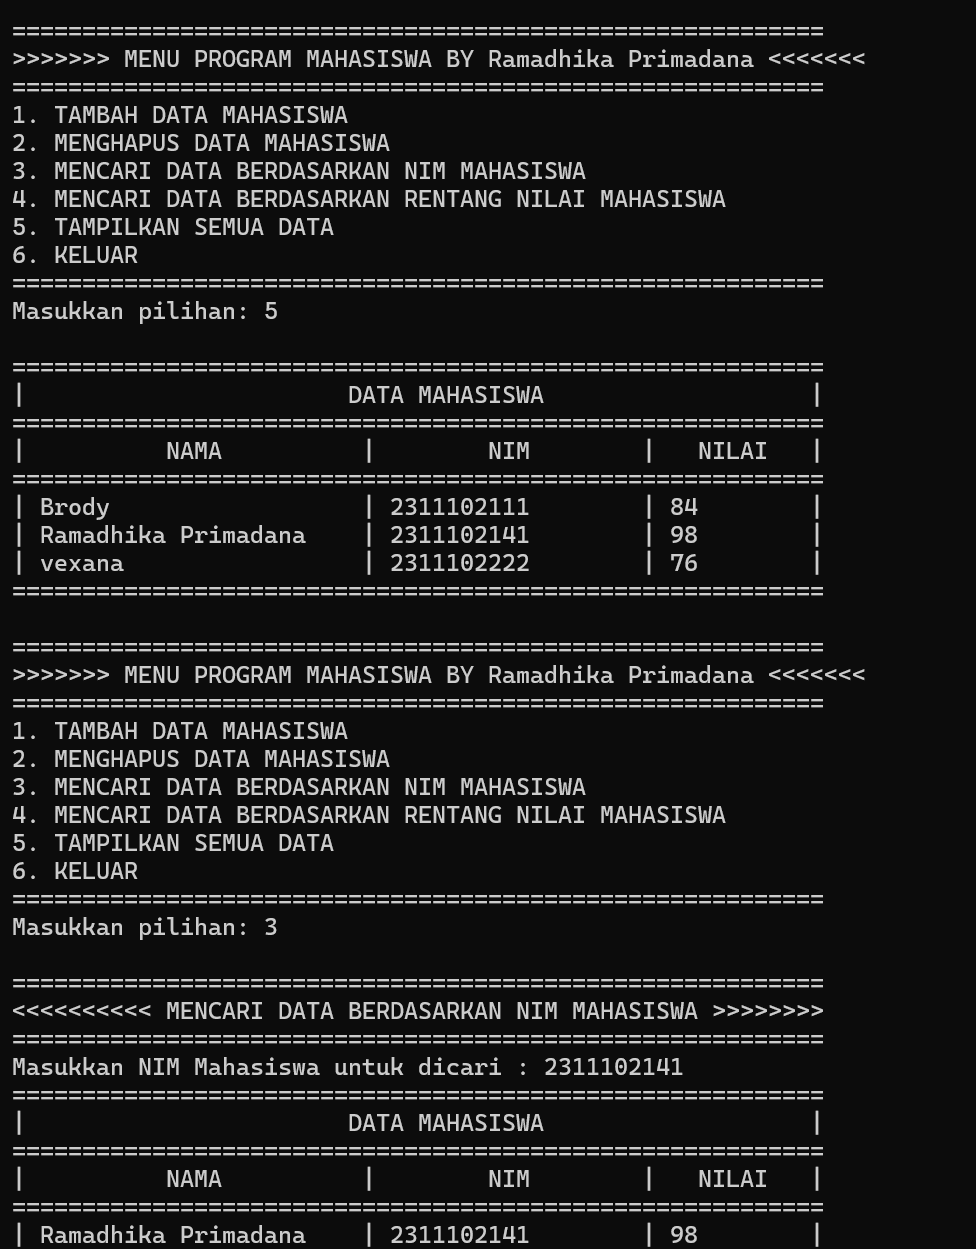 ==========================================================
>>>>>>> MENU PROGRAM MAHASISWA BY Ramadhika Primadana <<<<<<<
==========================================================
1. TAMBAH DATA MAHASISWA
2. MENGHAPUS DATA MAHASISWA
3. MENCARI DATA BERDASARKAN NIM MAHASISWA
4. MENCARI DATA BERDASARKAN RENTANG NILAI MAHASISWA
5. TAMPILKAN SEMUA DATA
6. KELUAR
==========================================================
Masukkan pilihan: 5

==========================================================
|                       DATA MAHASISWA                   |
==========================================================
|          NAMA          |        NIM        |   NILAI   |
==========================================================
| Brody                  | 2311102111        | 84        |
| Ramadhika Primadana    | 2311102141        | 98        |
| vexana                 | 2311102222        | 76        |
==========================================================

==========================================================
>>>>>>> MENU PROGRAM MAHASISWA BY Ramadhika Primadana <<<<<<<
==========================================================
1. TAMBAH DATA MAHASISWA
2. MENGHAPUS DATA MAHASISWA
3. MENCARI DATA BERDASARKAN NIM MAHASISWA
4. MENCARI DATA BERDASARKAN RENTANG NILAI MAHASISWA
5. TAMPILKAN SEMUA DATA
6. KELUAR
==========================================================
Masukkan pilihan: 3

==========================================================
<<<<<<<<<< MENCARI DATA BERDASARKAN NIM MAHASISWA >>>>>>>>
==========================================================
Masukkan NIM Mahasiswa untuk dicari : 2311102141
==========================================================
|                       DATA MAHASISWA                   |
==========================================================
|          NAMA          |        NIM        |   NILAI   |
==========================================================
| Ramadhika Primadana    | 2311102141        | 98        |